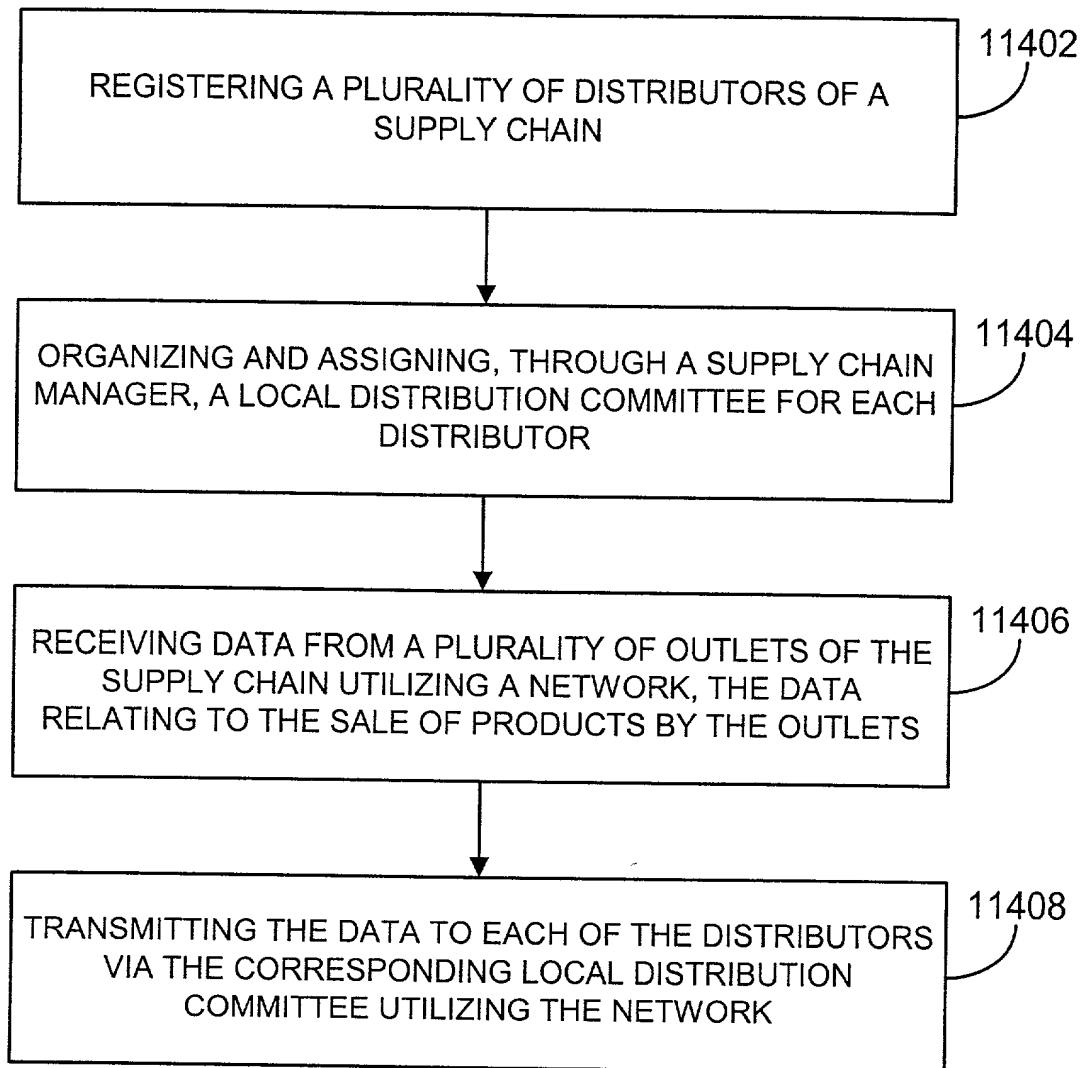 11402
REGISTERING A PLURALITY OF DISTRIBUTORS OF A
SUPPLY CHAIN
11404
ORGANIZING AND ASSIGNING, THROUGH A SUPPLY CHAIN
MANAGER, A LOCAL DISTRIBUTION COMMITTEE FOR EACH
DISTRIBUTOR
11406
RECEIVING DATA FROM A PLURALITY OF OUTLETS OF THE
SUPPLY CHAIN UTILIZING A NETWORK, THE DATA
RELATING TO THE SALE OF PRODUCTS BY THE OUTLETS
11408
TRANSMITTING THE DATA TO EACH OF THE DISTRIBUTORS
VIA THE CORRESPONDING LOCAL DISTRIBUTION
COMMITTEE UTILIZING THE NETWORK